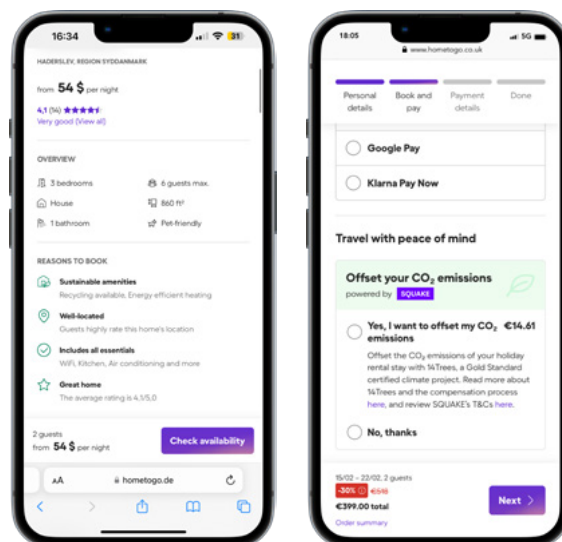 16:34
31
HADERSLEV, REGION SYDDANMARK
from 54 $ per night
4,1 (14)
Very good (View all)
OVERVIEW
3 bedrooms
6 guests max.
House
860 ft²
1 bathroom
Pet-friendly
REASONS TO BOOK
Sustainable amenities
Recycling available, Energy efficient heating
Well-located
Guests highly rate this home's location
Includes all essentials
WiFi, Kitchen, Air conditioning and more
Great home
The average rating is 4,1/5,0
2 guests
from 54 $ per night
Check availability
AA
hometogo.de
18:05
5G
www.hometogo.co.uk
Personal details
Book and pay
Payment details
Done
Google Pay
Klarna Pay Now
Travel with peace of mind
Offset your CO₂ emissions
powered by SQUAKE
Yes, I want to offset my CO₂ €14.61
emissions
Offset the CO₂ emissions of your holiday
rental stay with 14Trees, a Gold Standard
certified climate project. Read more about
14Trees and the compensation process
here, and review SQUAKE's T&Cs here.
No, thanks
15/02 – 22/02, 2 guests
-30%
€399.00 total
Order summary
Next